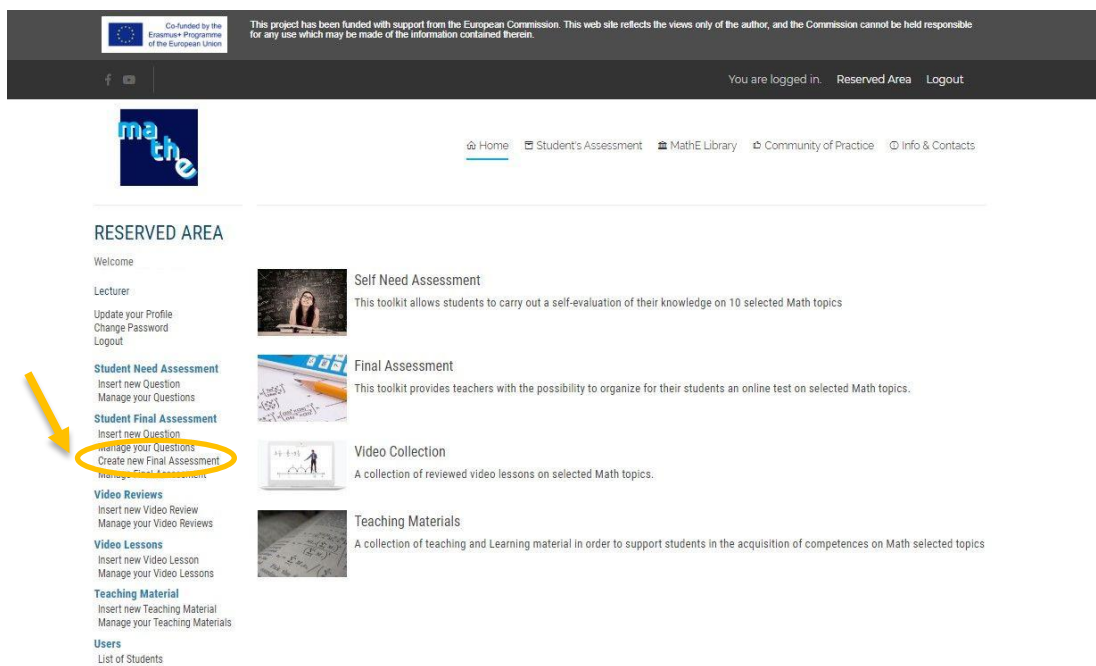 Co-funded by the
Erasmus+ Programme
of the European Union
This project has been funded with support from the European Commission. This web site reflects the views only of the author, and the Commission cannot be held responsible
for any use which may be made of the information contained therein.
You are logged in. Reserved Area Logout
ma
the
Home Student's Assessment MathE Library Community of Practice Info & Contacts
RESERVED AREA
Welcome
Lecturer
Update your Profile
Change Password
Logout
Student Need Assessment
Insert new Question
Manage your Questions
Student Final Assessment
Insert new Question
Manage your Questions
Create new Final Assessment
Manage Final Assessment
Video Reviews
Insert new Video Review
Manage your Video Reviews
Video Lessons
Insert new Video Lesson
Manage your Video Lessons
Teaching Material
Insert new Teaching Material
Manage your Teaching Materials
Users
List of Students
Self Need Assessment
This toolkit allows students to carry out a self-evaluation of their knowledge on 10 selected Math topics
Final Assessment
This toolkit provides teachers with the possibility to organize for their students an online test on selected Math topics.
Video Collection
A collection of reviewed video lessons on selected Math topics.
Teaching Materials
A collection of teaching and Learning material in order to support students in the acquisition of competences on Math selected topics